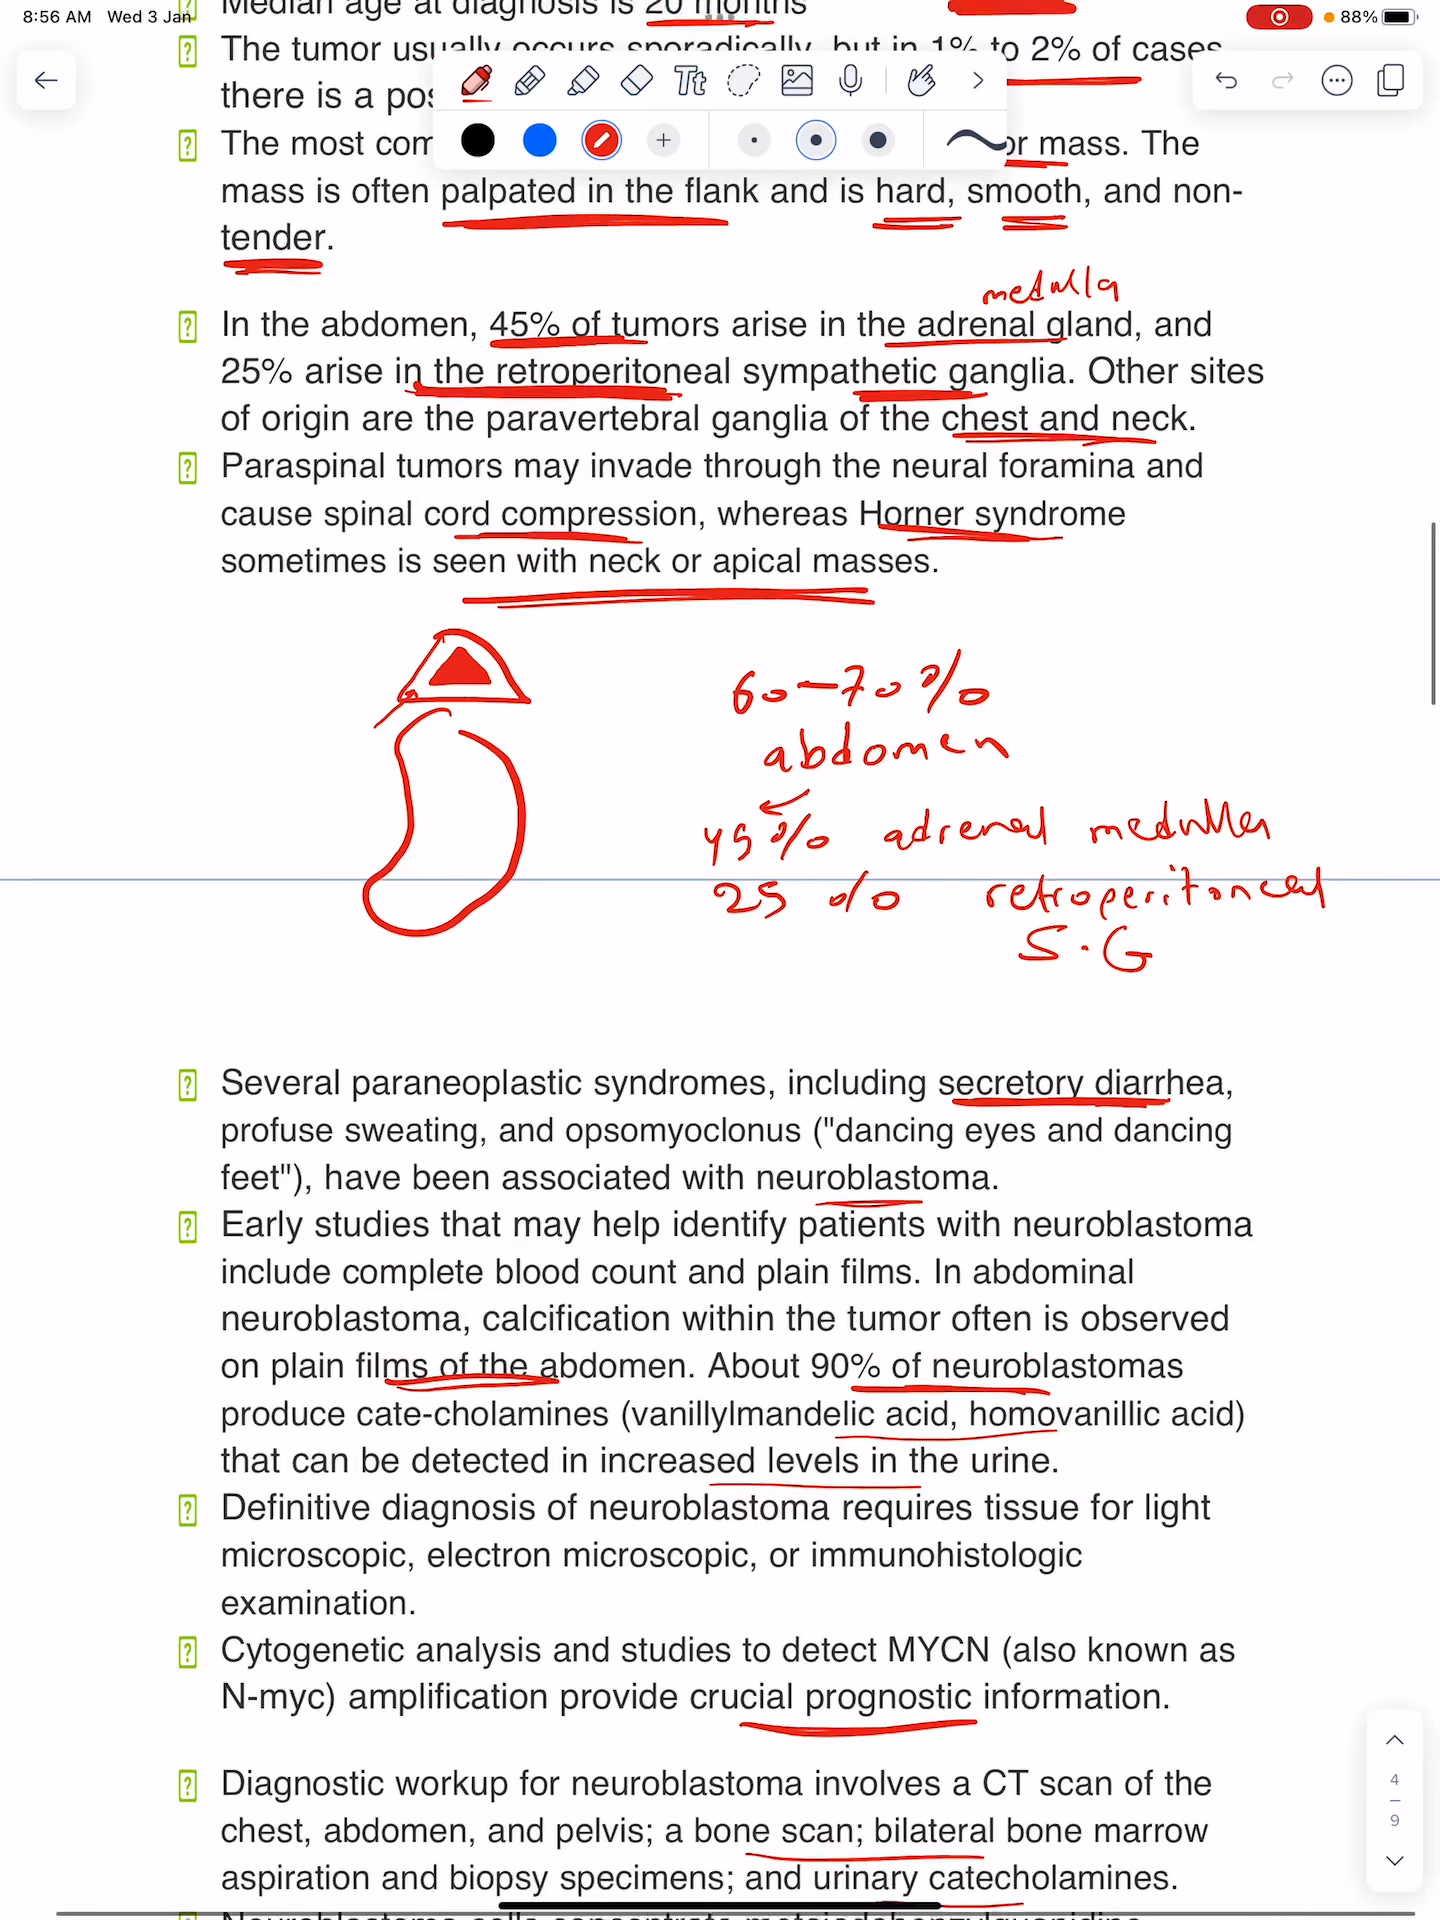 8:56 AM Wed 3 Jan
88%
Median age at diagnosis is 20 months
The tumor usually occurs sporadically, but in 1% to 2% of cases
there is a pos
Tt
The most com
or mass. The
mass is often palpated in the flank and is hard, smooth, and non-
tender.
medulla
In the abdomen, 45% of tumors arise in the adrenal gland, and
25% arise in the retroperitoneal sympathetic ganglia. Other sites
of origin are the paravertebral ganglia of the chest and neck.
Paraspinal tumors may invade through the neural foramina and
cause spinal cord compression, whereas Horner syndrome
sometimes is seen with neck or apical masses.
60-70%
abdomen
45% adrenal medulla
25 % retroperitoneal
S.G
Several paraneoplastic syndromes, including secretory diarrhea,
profuse sweating, and opsomyoclonus ("dancing eyes and dancing
feet"), have been associated with neuroblastoma.
Early studies that may help identify patients with neuroblastoma
include complete blood count and plain films. In abdominal
neuroblastoma, calcification within the tumor often is observed
on plain films of the abdomen. About 90% of neuroblastomas
produce cate-cholamines (vanillylmandelic acid, homovanillic acid)
that can be detected in increased levels in the urine.
Definitive diagnosis of neuroblastoma requires tissue for light
microscopic, electron microscopic, or immunohistologic
examination.
Cytogenetic analysis and studies to detect MYCN (also known as
N-myc) amplification provide crucial prognostic information.
4
9
Diagnostic workup for neuroblastoma involves a CT scan of the
chest, abdomen, and pelvis; a bone scan; bilateral bone marrow
aspiration and biopsy specimens; and urinary catecholamines.